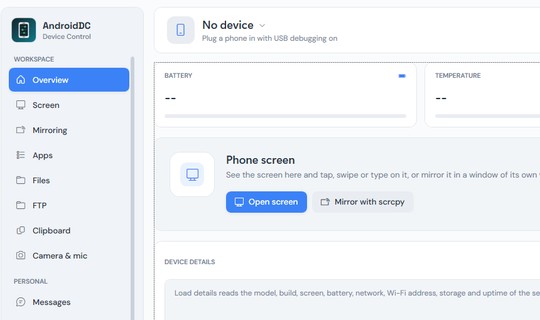 AndroidDC
Device Control
WORKSPACE
Overview
Screen
Mirroring
Apps
Files
FTP
Clipboard
Camera & mic
PERSONAL
Messages
No device
Plug a phone in with USB debugging on
BATTERY
--
TEMPERATURE
--
Phone screen
See the screen here and tap, swipe or type on it, or mirror it in a window of its own
Open screen
Mirror with scrcpy
DEVICE DETAILS
Load details reads the model, build, screen, battery, network, Wi-Fi address, storage and uptime of the se